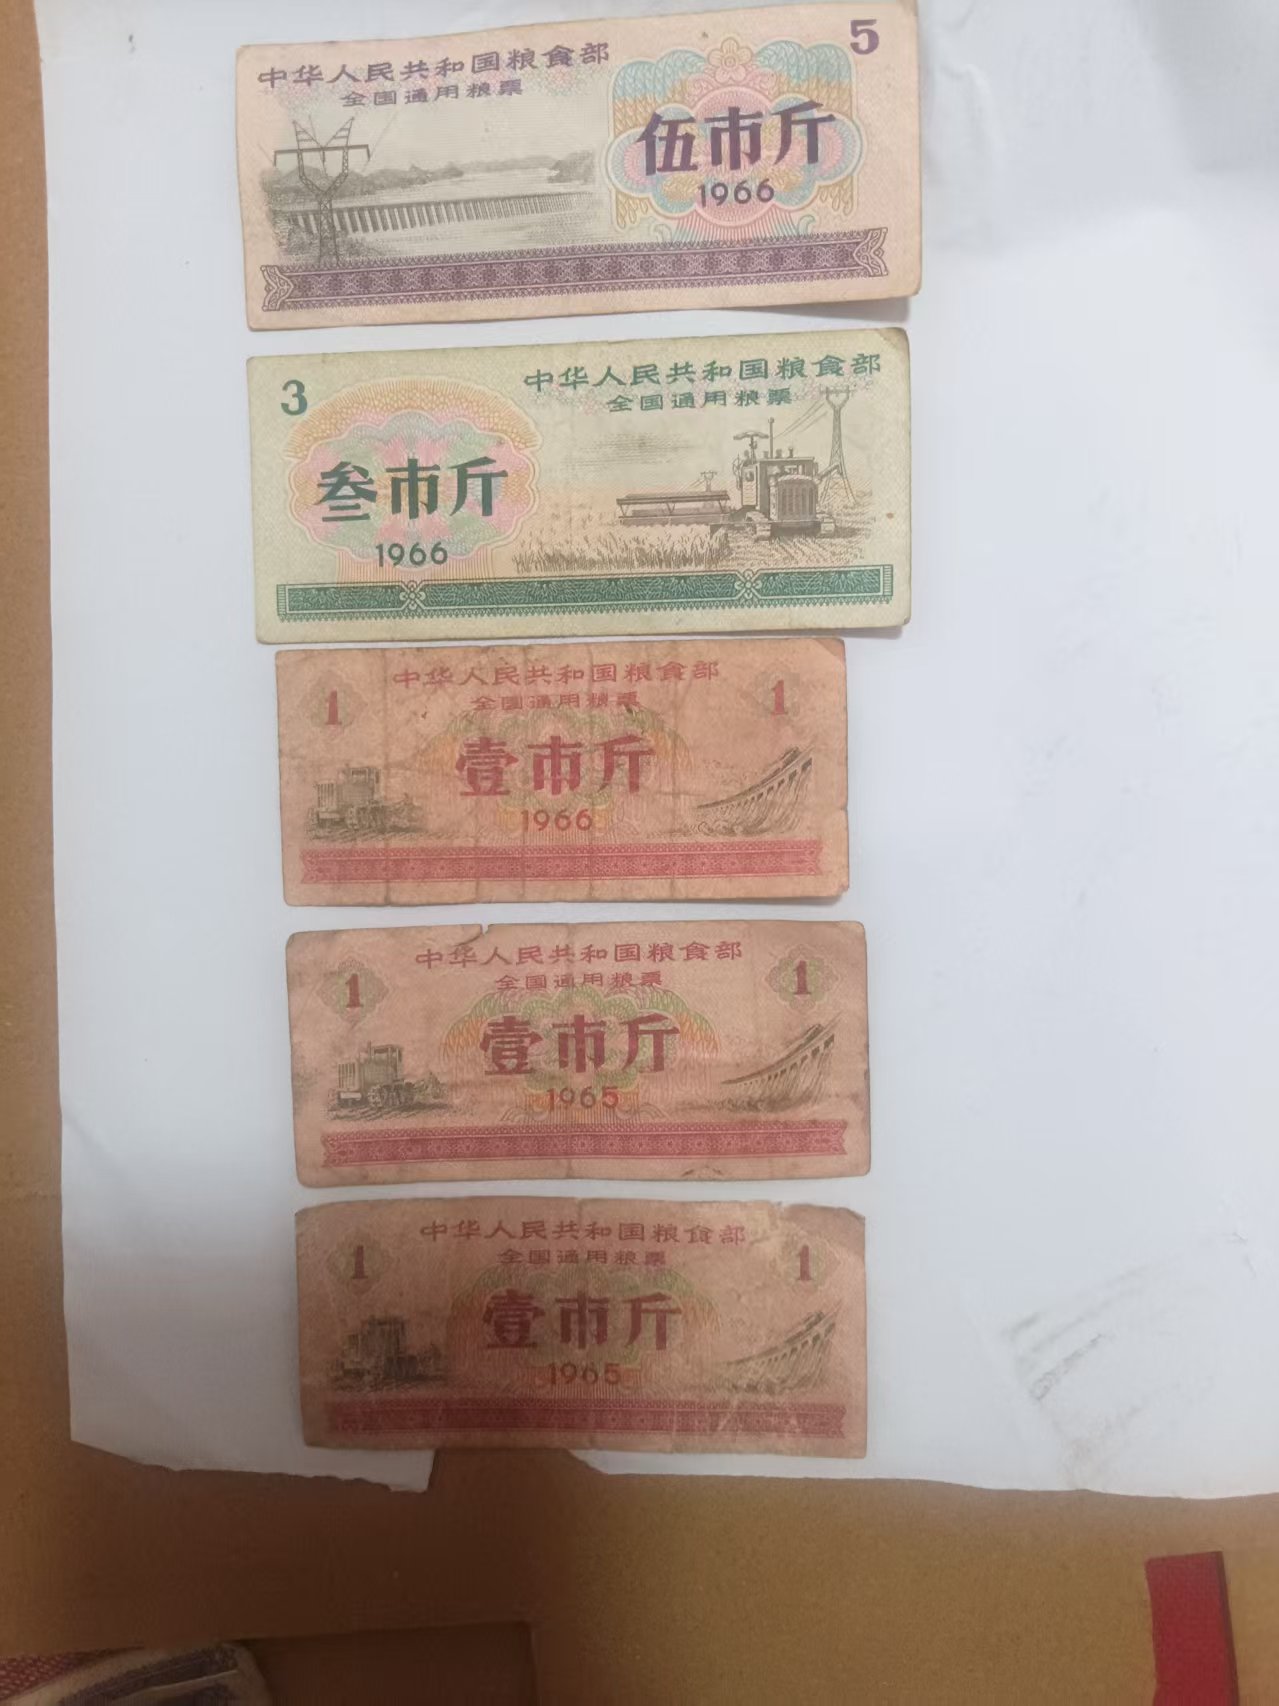 中华人民共和国粮食部
5
全国通用粮票
伍市斤
1966
3
中华人民共和国粮食部
全国通用粮票
叁市斤
1966
中华人民共和国粮食部
全国通用粮票
1
1
壹市斤
1966
中华人民共和国粮食部
全国通用粮票
1
1
壹市斤
1965
中华人民共和国粮食部
全国通用粮票
1
1
壹市斤
1965